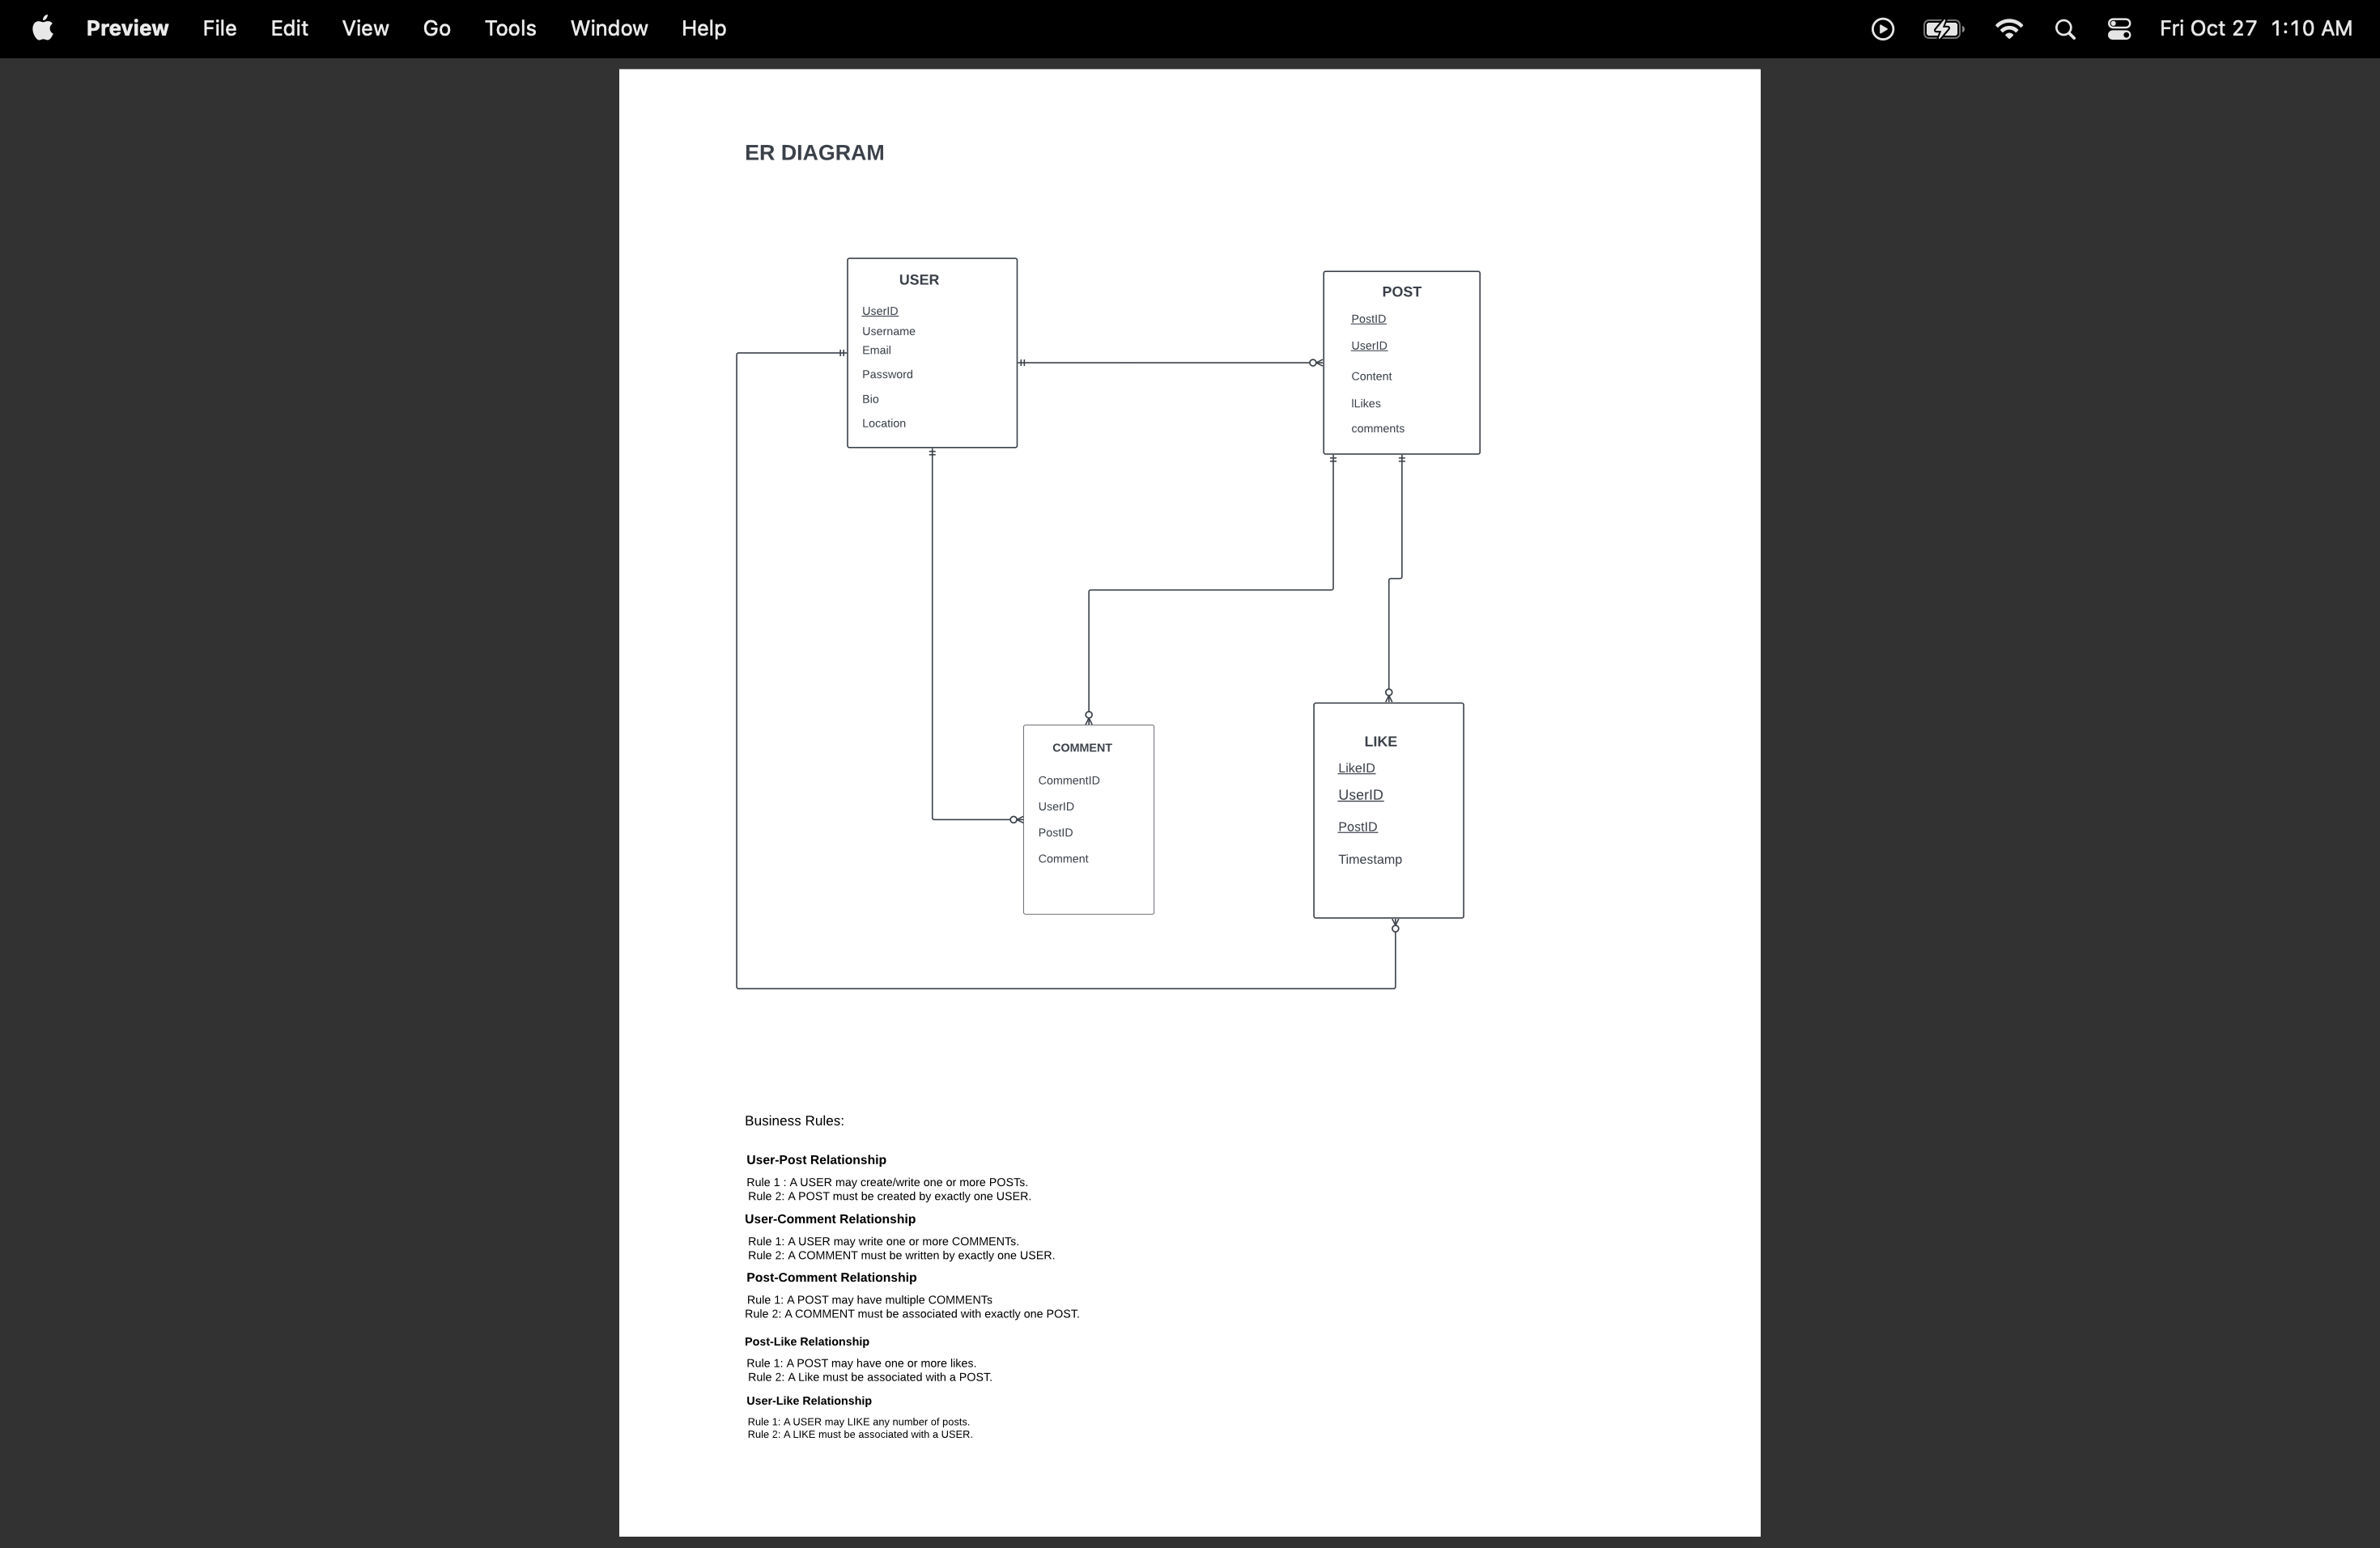 Preview File Edit View Go Tools Window Help Fri Oct 27 1:10 AM
ER DIAGRAM
USER
UserID
Username
Email
Password
Bio
Location
POST
PostID
UserID
Content
lLikes
comments
COMMENT
CommentID
UserID
PostID
Comment
LIKE
LikeID
UserID
PostID
Timestamp
Business Rules:
User-Post Relationship
Rule 1 : A USER may create/write one or more POSTs.
Rule 2: A POST must be created by exactly one USER.
User-Comment Relationship
Rule 1: A USER may write one or more COMMENTs.
Rule 2: A COMMENT must be written by exactly one USER.
Post-Comment Relationship
Rule 1: A POST may have multiple COMMENTs
Rule 2: A COMMENT must be associated with exactly one POST.
Post-Like Relationship
Rule 1: A POST may have one or more likes.
Rule 2: A Like must be associated with a POST.
User-Like Relationship
Rule 1: A USER may LIKE any number of posts.
Rule 2: A LIKE must be associated with a USER.